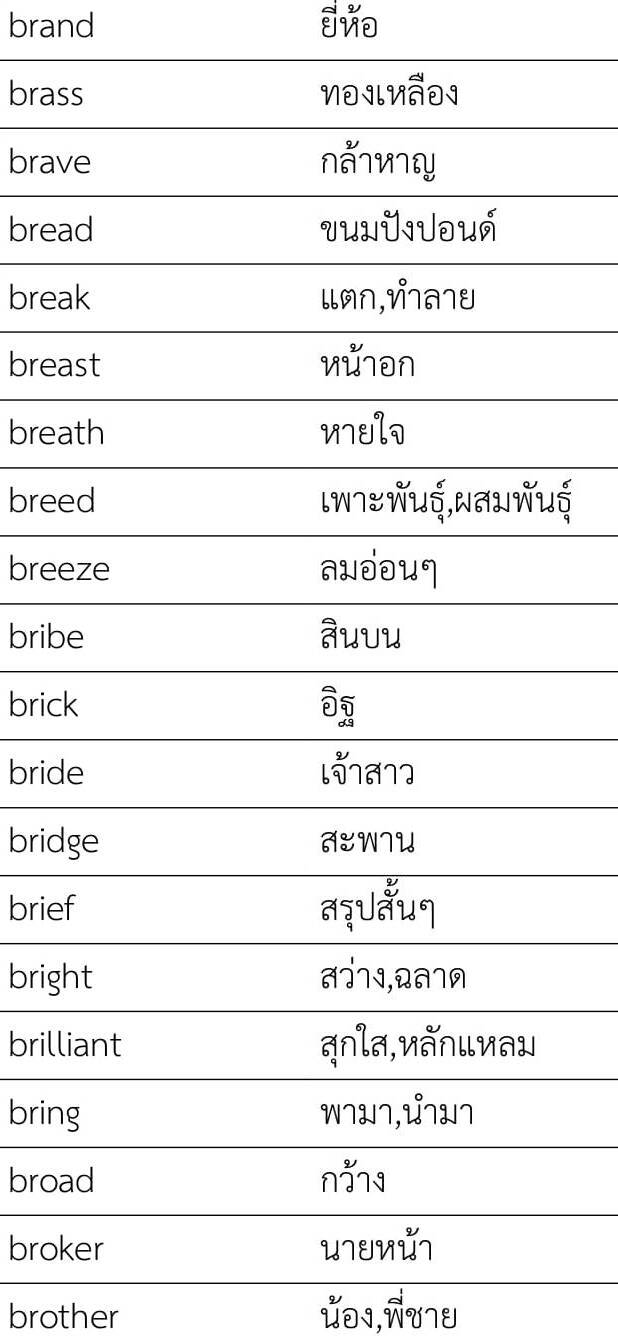 brand ยี่ห้อ
brass ทองเหลือง
brave กล้าหาญ
bread ขนมปังปอนด์
break แตก,ทำลาย
breast หน้าอก
breath หายใจ
breed เพาะพันธุ์,ผสมพันธุ์
breeze ลมอ่อนๆ
bribe สินบน
brick อิฐ
bride เจ้าสาว
bridge สะพาน
brief สรุปสั้นๆ
bright สว่าง,ฉลาด
brilliant สุกใส,หลักแหลม
bring พามา,นำมา
broad กว้าง
broker นายหน้า
brother น้อง,พี่ชาย